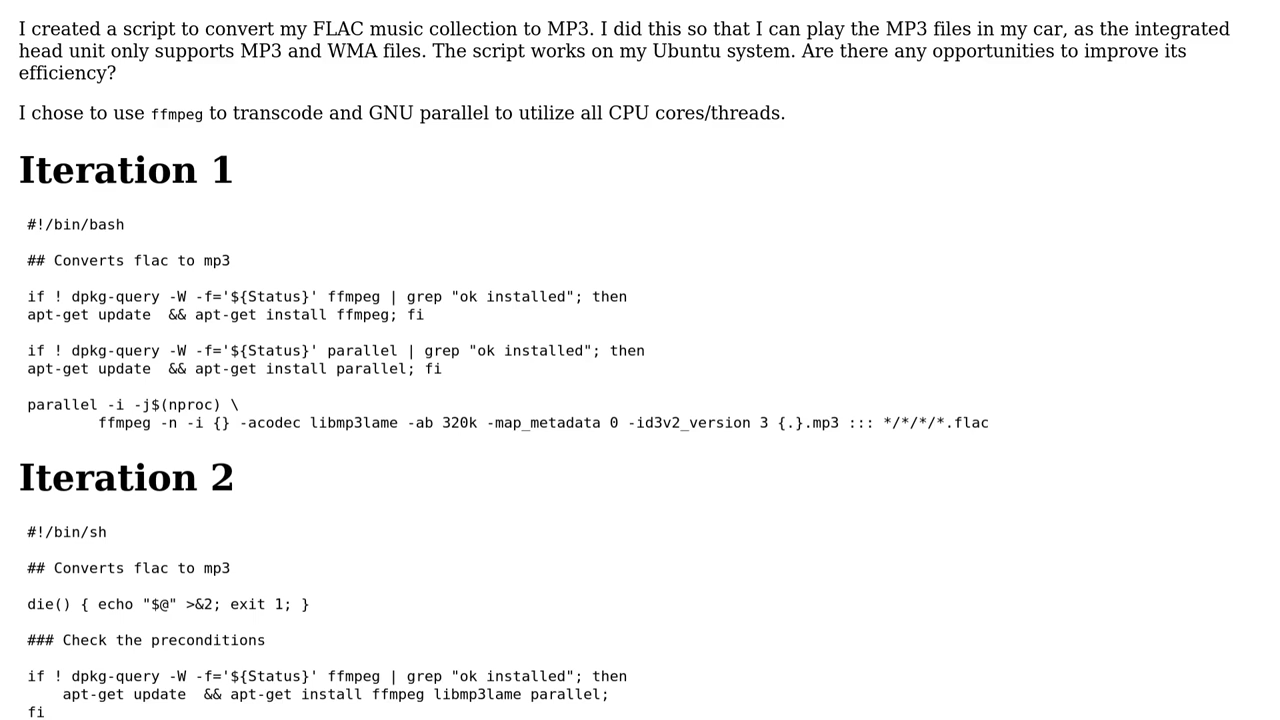 I created a script to convert my FLAC music collection to MP3. I did this so that I can play the MP3 files in my car, as the integrated
head unit only supports MP3 and WMA files. The script works on my Ubuntu system. Are there any opportunities to improve its
efficiency?
I chose to use ffmpeg to transcode and GNU parallel to utilize all CPU cores/threads.
Iteration 1
#!/bin/bash
## Converts flac to mp3
if ! dpkg-query -W -f='${Status}' ffmpeg | grep "ok installed"; then
apt-get update  && apt-get install ffmpeg; fi
if ! dpkg-query -W -f='${Status}' parallel | grep "ok installed"; then
apt-get update  && apt-get install parallel; fi
parallel -i -j$(nproc) \
        ffmpeg -n -i {} -acodec libmp3lame -ab 320k -map_metadata 0 -id3v2_version 3 {.}.mp3 ::: */*/*/*.flac
Iteration 2
#!/bin/sh
## Converts flac to mp3
die() { echo "$@" >&2; exit 1; }
### Check the preconditions
if ! dpkg-query -W -f='${Status}' ffmpeg | grep "ok installed"; then
    apt-get update  && apt-get install ffmpeg libmp3lame parallel;
fi